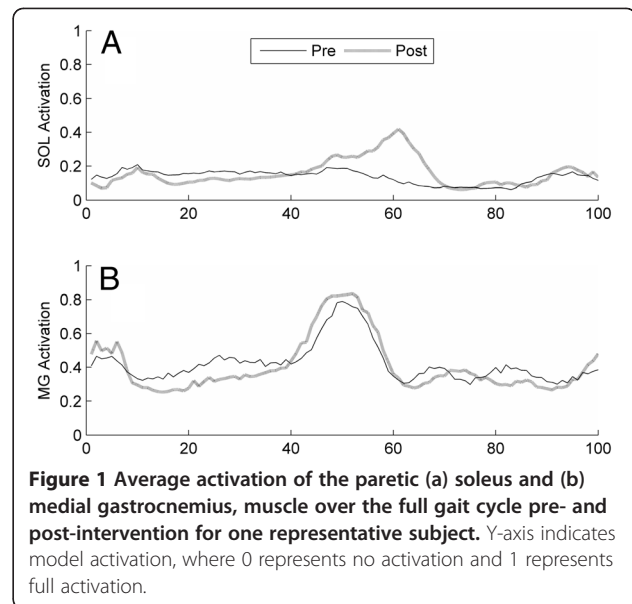 A
Pre Post
SOL Activation
1
0.8
0.6
0.4
0.2
0
0 20 40 60 80 100
B
MG Activation
1
0.8
0.6
0.4
0.2
0
0 20 40 60 80 100
Figure 1 Average activation of the paretic (a) soleus and (b)
medial gastrocnemius, muscle over the full gait cycle pre- and
post-intervention for one representative subject. Y-axis indicates
model activation, where 0 represents no activation and 1 represents
full activation.